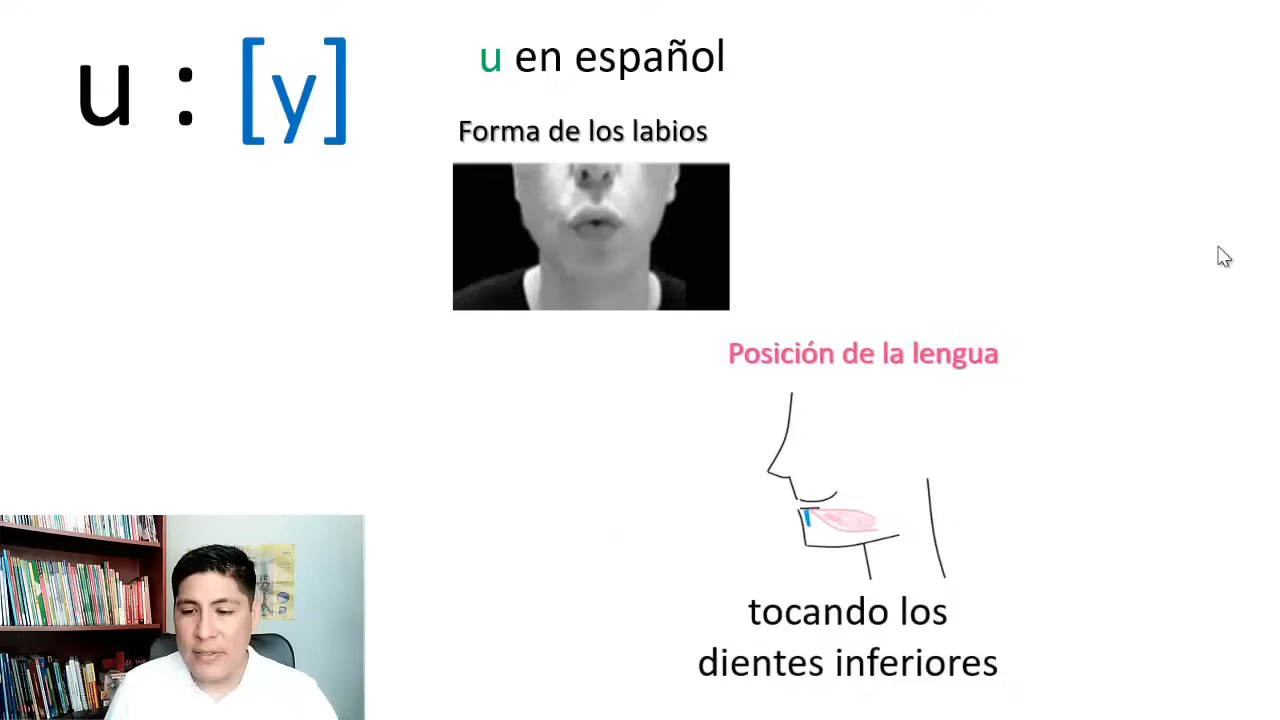 u : [y]
u en español
Forma de los labios
Posición de la lengua
tocando los
dientes inferiores